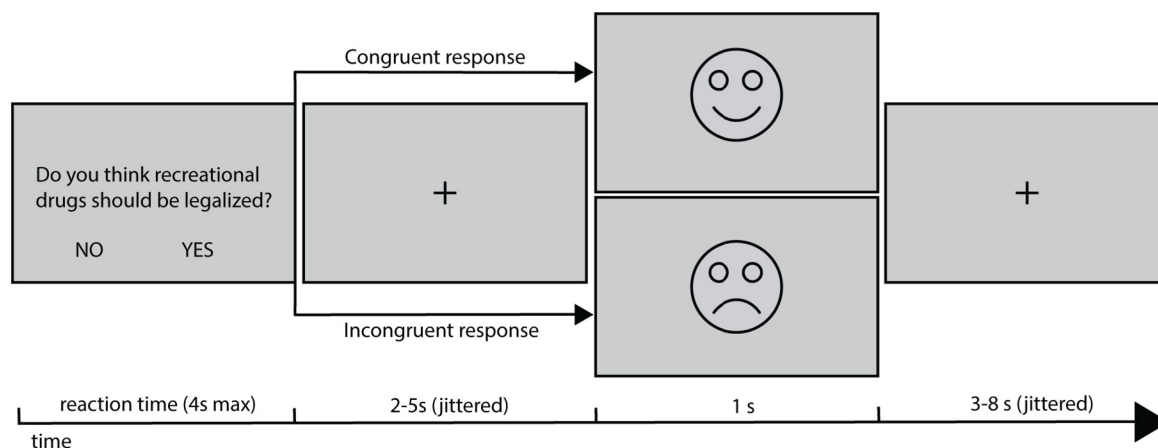 Congruent response
Do you think recreational
drugs should be legalized?
NO YES
+
+
Incongruent response
reaction time (4s max) 2-5s (jittered) 1 s 3-8 s (jittered)
time